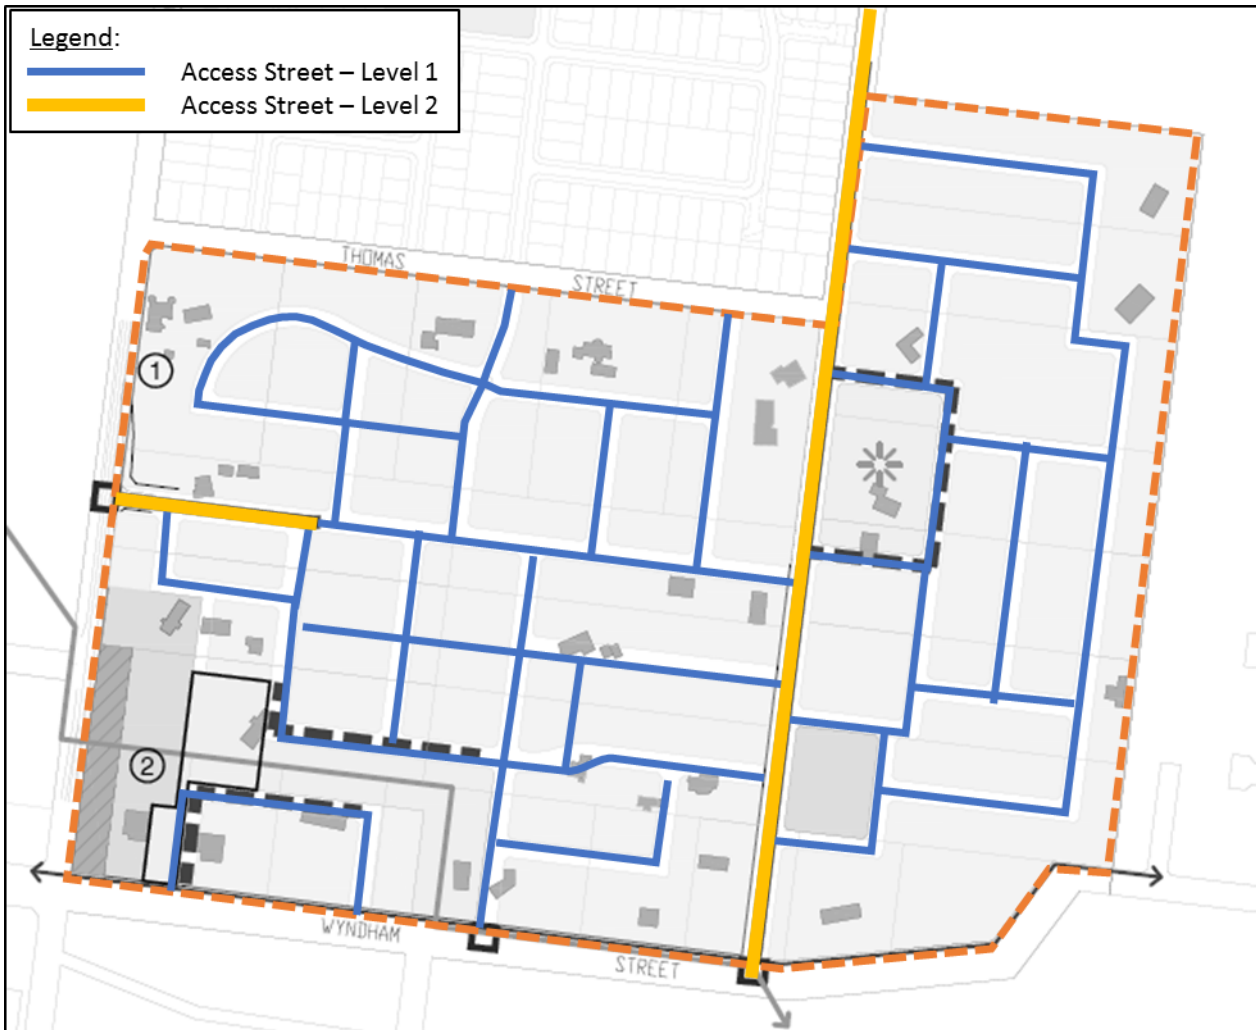 Legend:
Access Street – Level 1
Access Street – Level 2
THOMAS
STREET
1
2
WYNDHAM
STREET